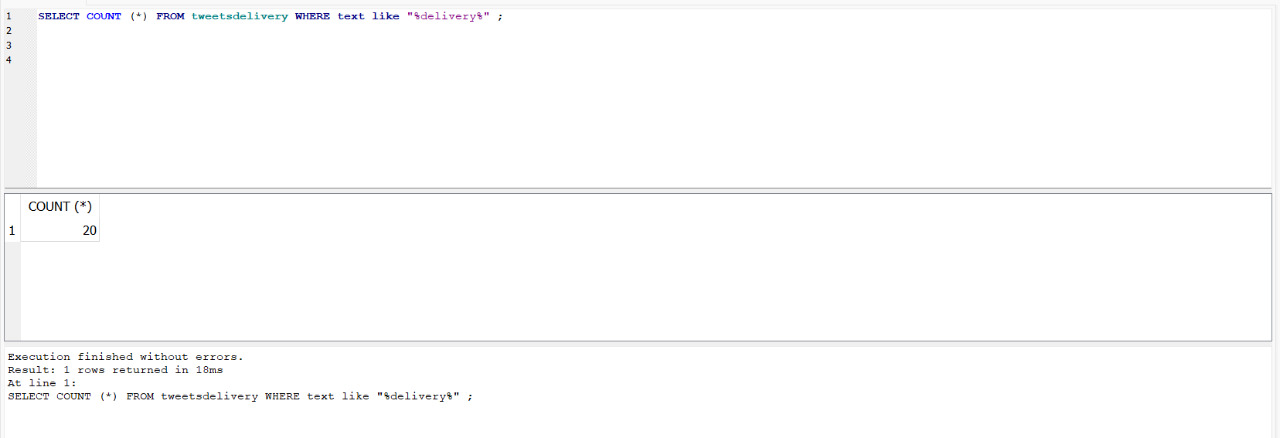 1 SELECT COUNT (*) FROM tweetsdelivery WHERE text like "%delivery%" ;
2
3
4
COUNT (*)
1 20
Execution finished without errors.
Result: 1 rows returned in 18ms
At line 1:
SELECT COUNT (*) FROM tweetsdelivery WHERE text like "%delivery%" ;